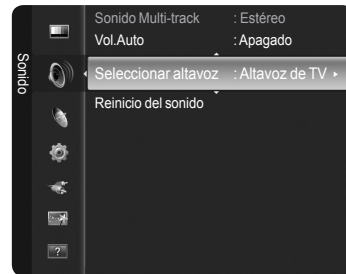 Sonido
Sonido Multi-track : Estéreo
Vol.Auto : Apagado
Seleccionar altavoz : Altavoz de TV
Reinicio del sonido
?